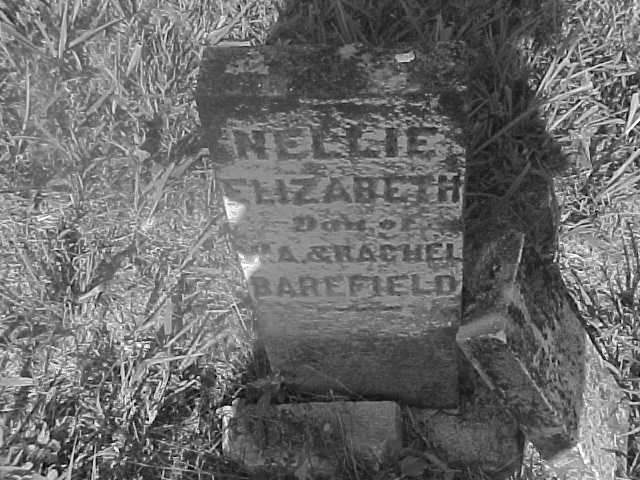 NELLIE
ELIZABETH
Dau. of
A. & RACHEL
BAREFIELD